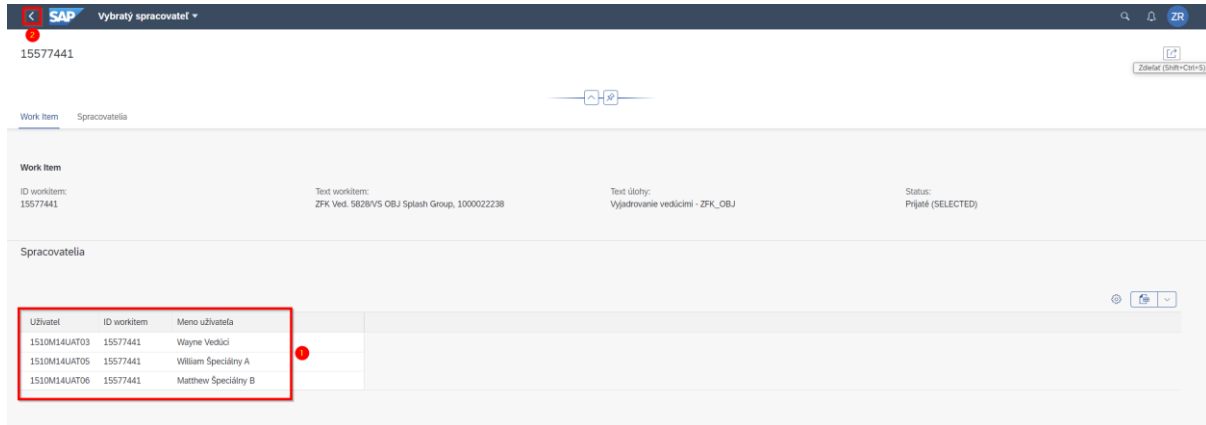 SAP Vybratý spracovateľ ZR
2
15577441
Zdieľať (Shift+Ctrl+S)
Work Item Spracovatelia
Work Item
ID workitem: Text workitem: Text úlohy: Status:
15577441 ZFK Ved. 5828/VS OBJ Splash Group, 1000022238 Vyjadrovanie vedúcimi - ZFK_OBJ Prijaté (SELECTED)
Spracovatelia
Užívatel ID workitem Meno užívateľa
1510M14UAT03 15577441 Wayne Vedúci
1
1510M14UAT05 15577441 William Špeciálny A
1510M14UAT06 15577441 Matthew Špeciálny B